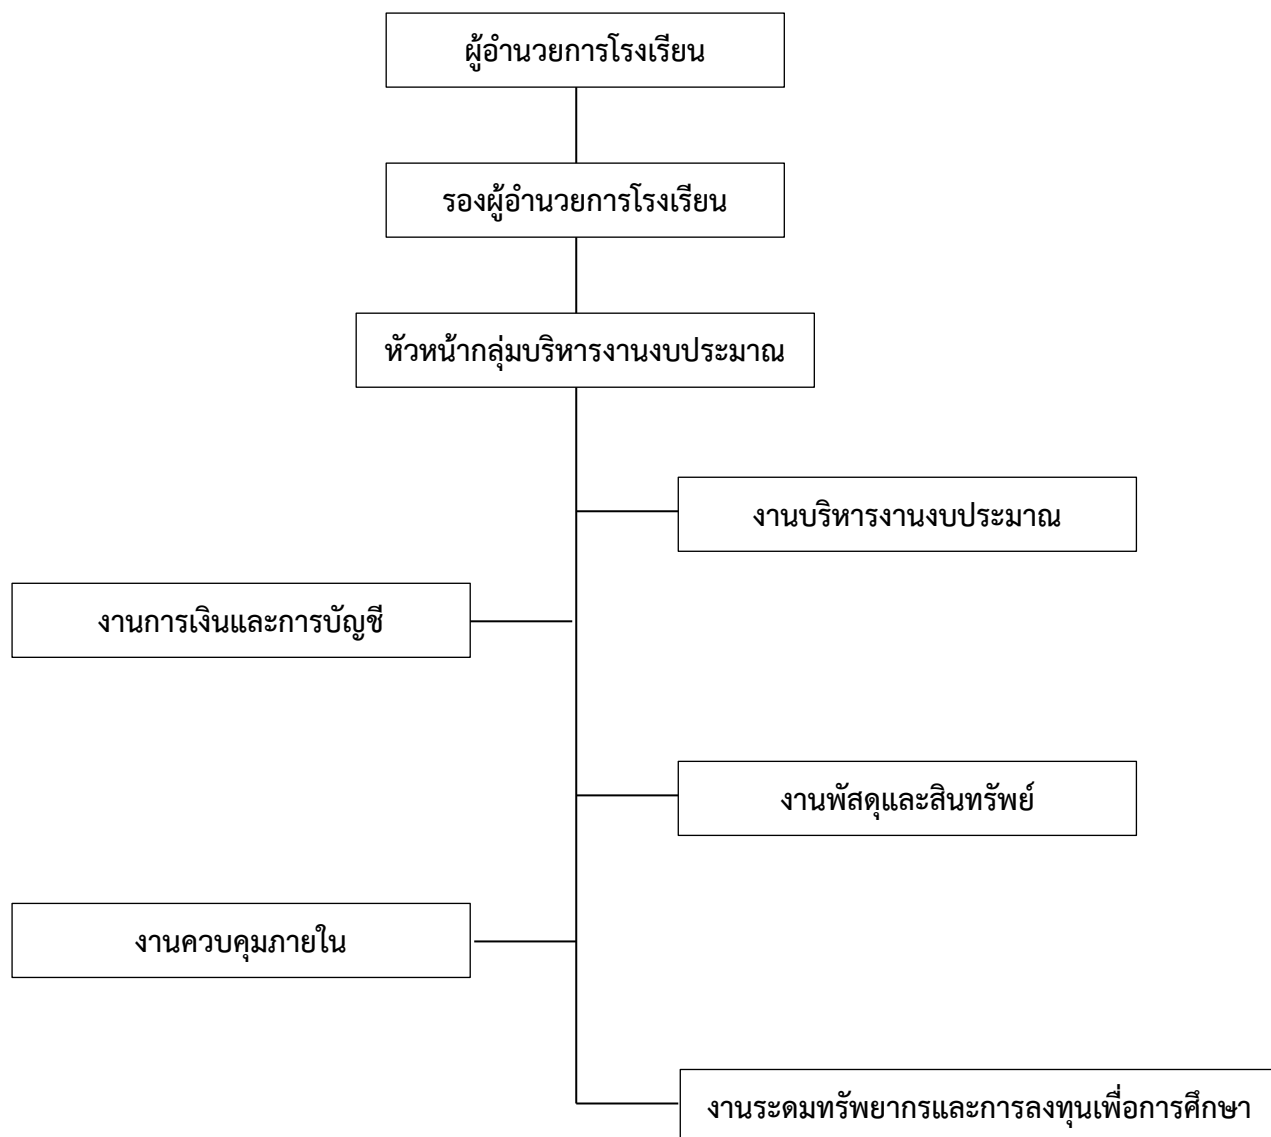 ผู้อำนวยการโรงเรียน
รองผู้อำนวยการโรงเรียน
หัวหน้ากลุ่มบริหารงานงบประมาณ
งานบริหารงานงบประมาณ
งานการเงินและการบัญชี
งานพัสดุและสินทรัพย์
งานควบคุมภายใน
งานระดมทรัพยากรและการลงทุนเพื่อการศึกษา